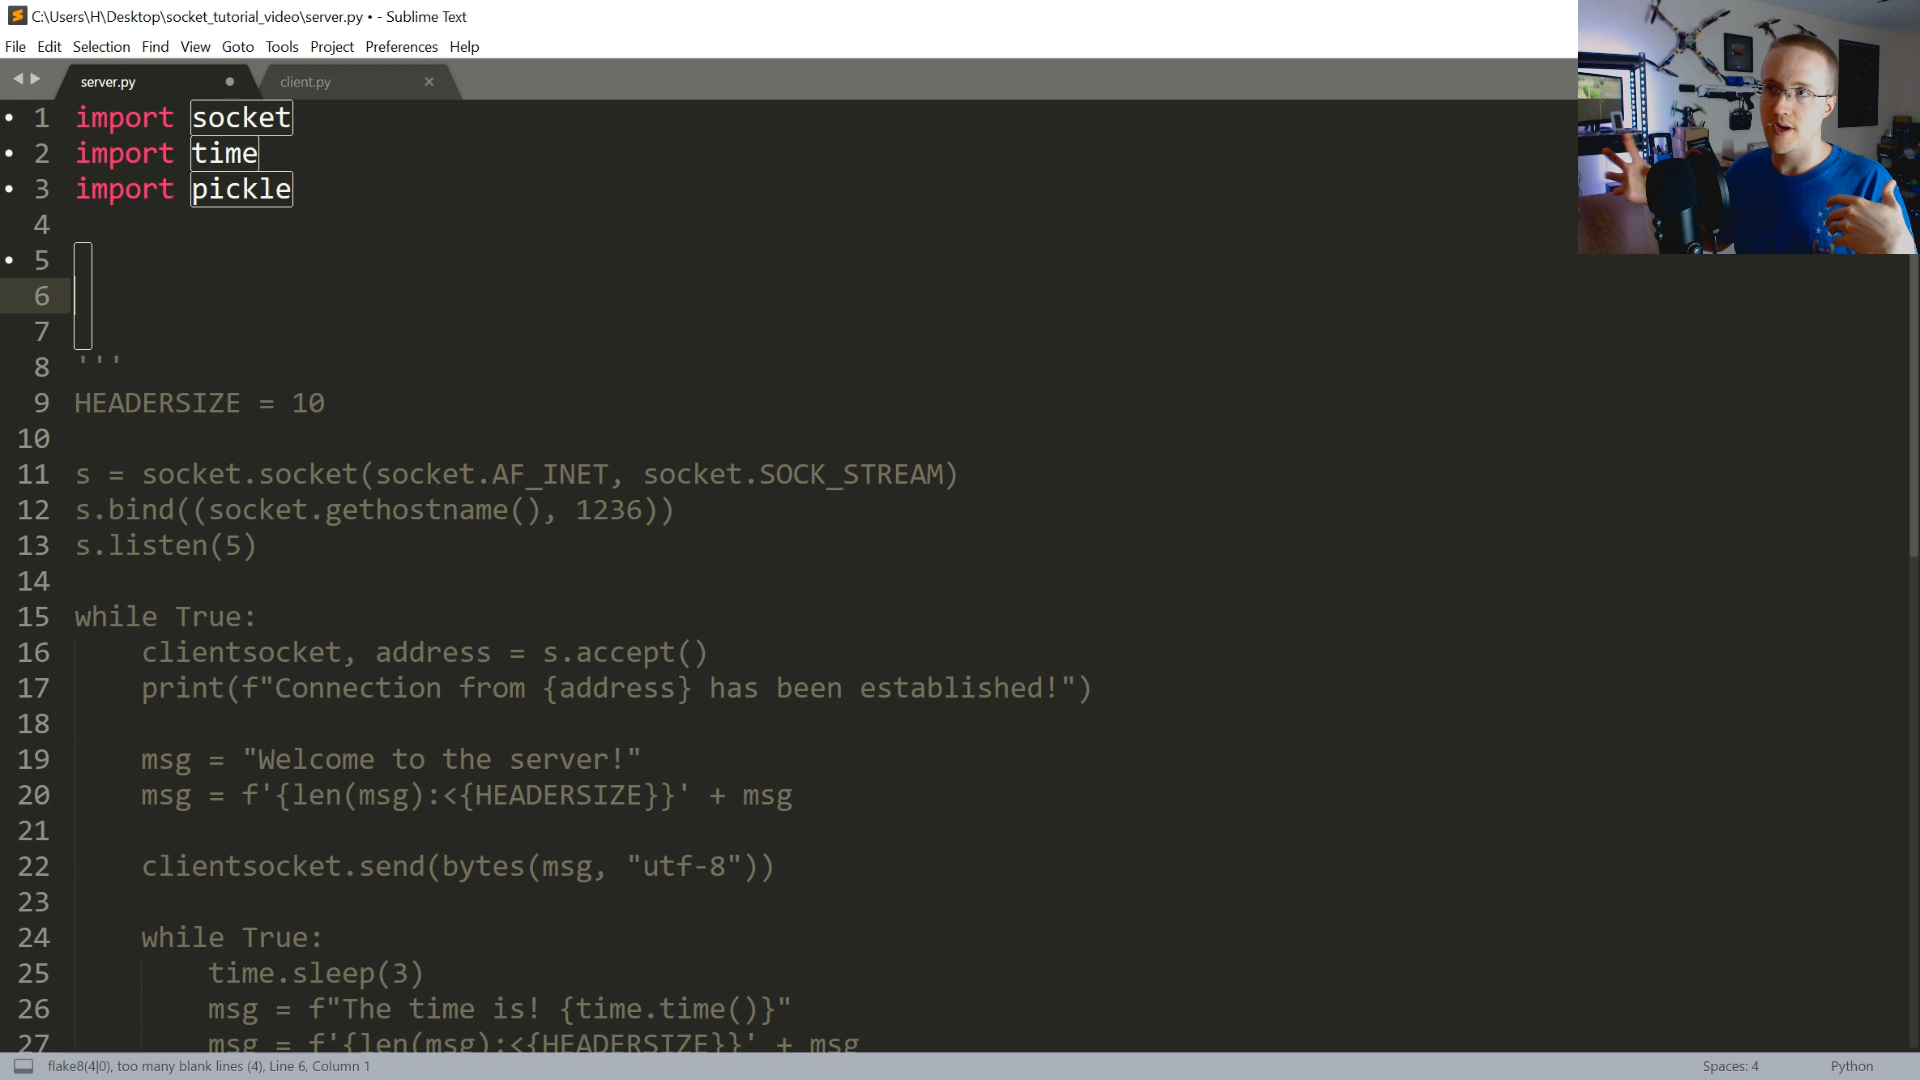 C:\Users\H\Desktop\socket_tutorial_video\server.py • - Sublime Text
File Edit Selection Find View Goto Tools Project Preferences Help
server.py client.py
1 import socket
2 import time
3 import pickle
4
5
6
7
8 '''
9 HEADERSIZE = 10
10
11 s = socket.socket(socket.AF_INET, socket.SOCK_STREAM)
12 s.bind((socket.gethostname(), 1236))
13 s.listen(5)
14
15 while True:
16 clientsocket, address = s.accept()
17 print(f"Connection from {address} has been established!")
18
19 msg = "Welcome to the server!"
20 msg = f'{len(msg):<{HEADERSIZE}}' + msg
21
22 clientsocket.send(bytes(msg, "utf-8"))
23
24 while True:
25 time.sleep(3)
26 msg = f"The time is! {time.time()}"
27 msg = f'{len(msg):<{HEADERSIZE}}' + msg
flake8(4|0), too many blank lines (4), Line 6, Column 1 Spaces: 4 Python